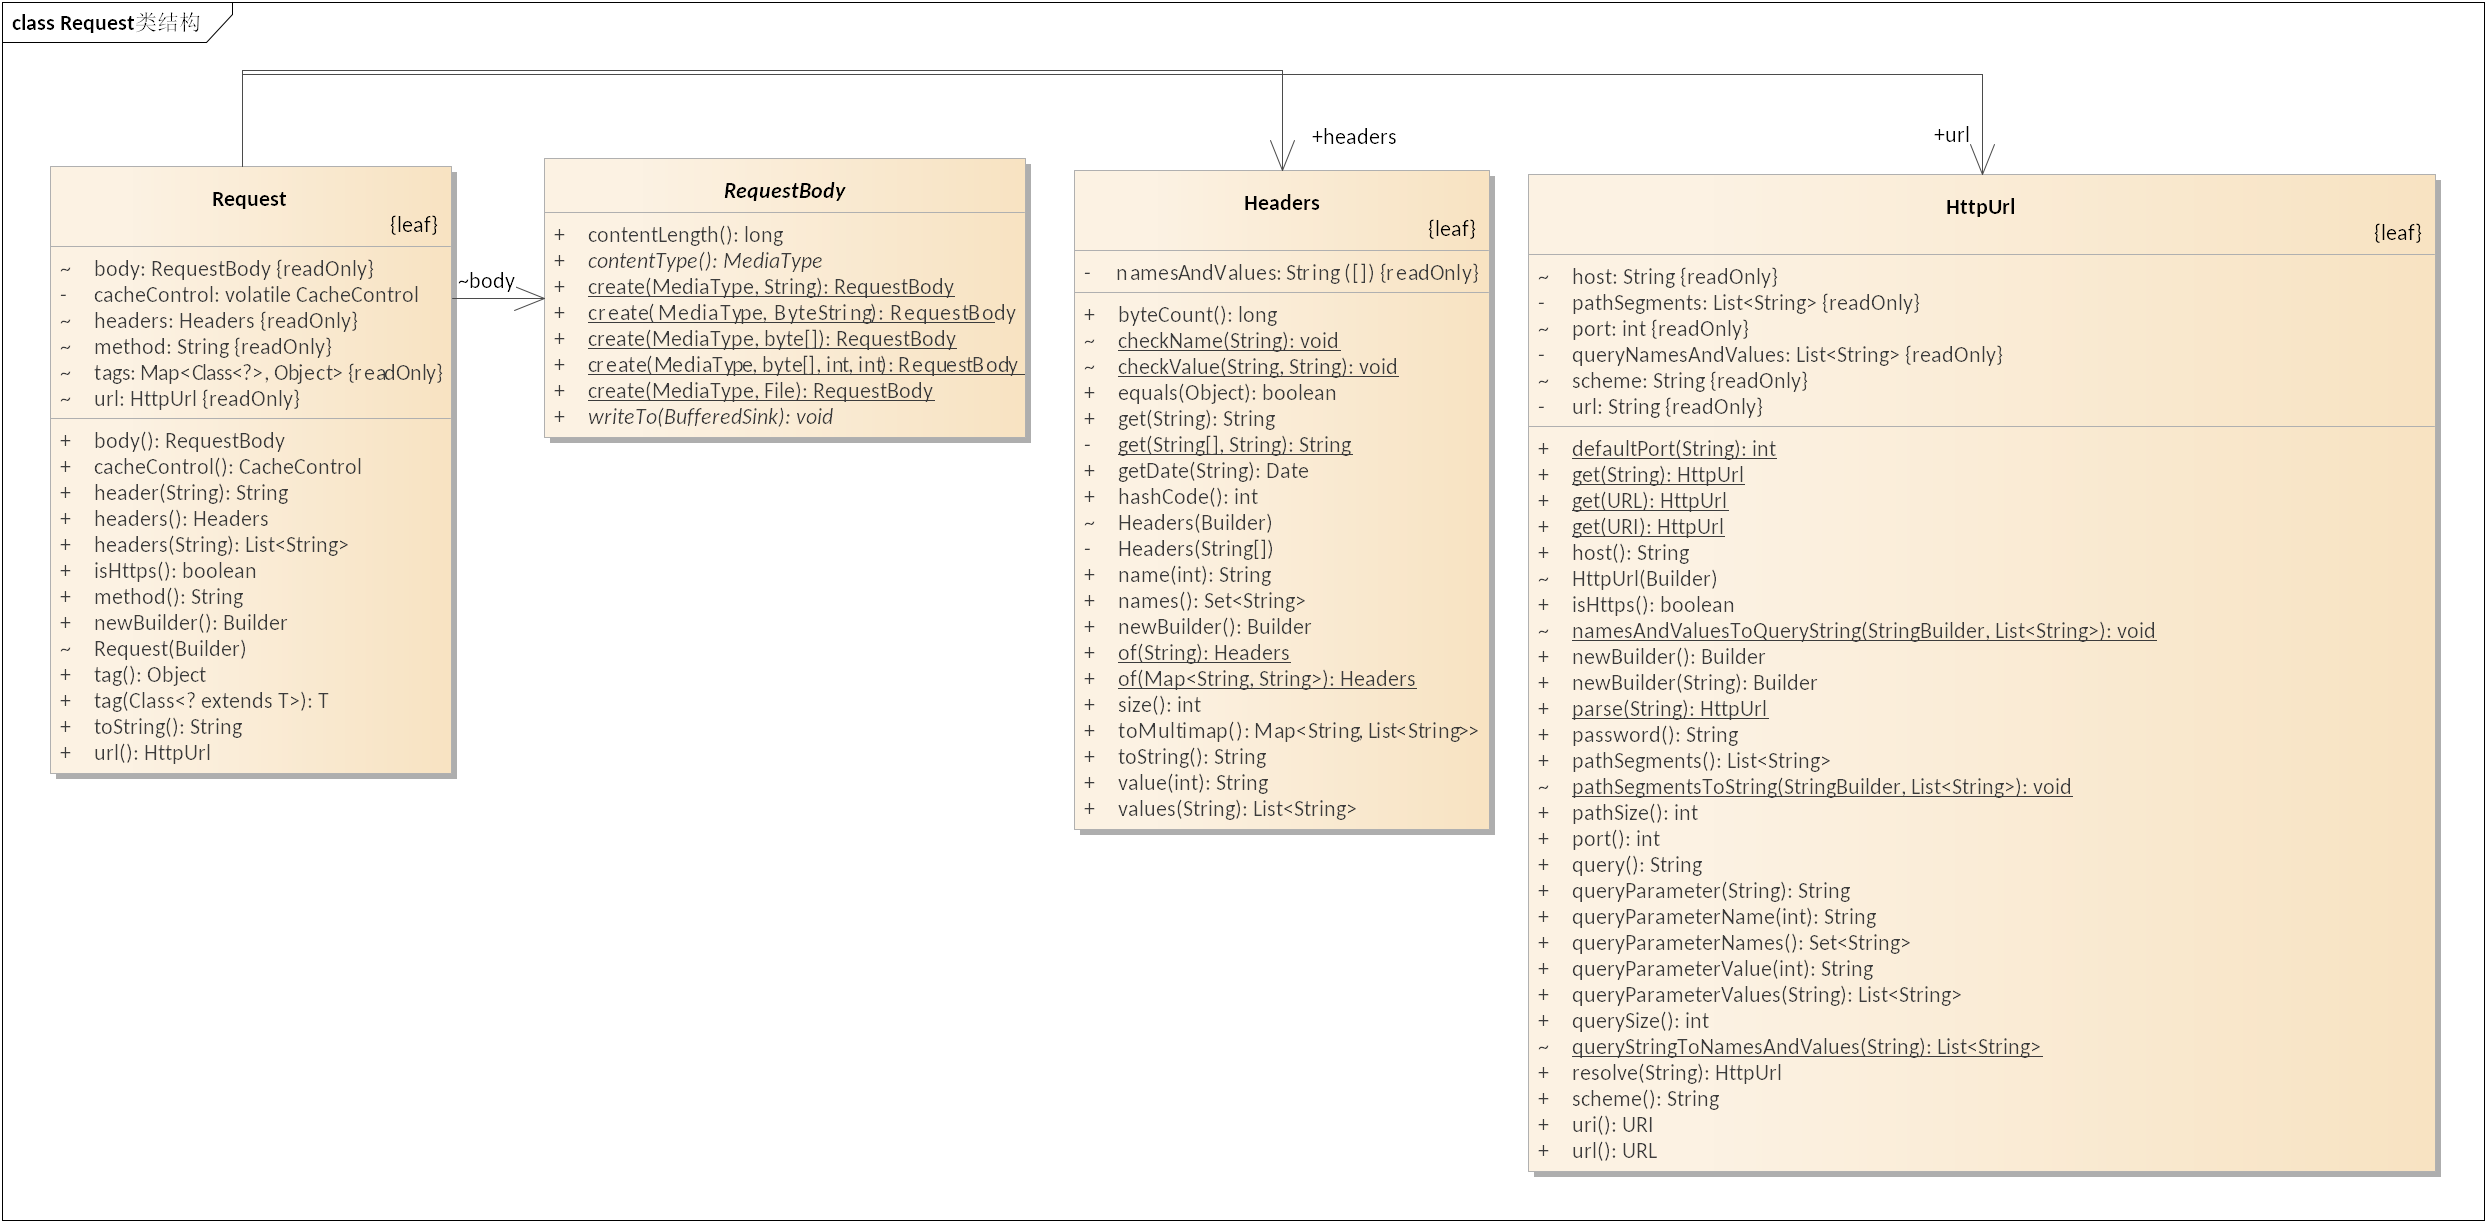 class Request类结构
+headers
+url
~body
Request
{leaf}
~ body: RequestBody {readOnly}
- cacheControl: volatile CacheControl
~ headers: Headers {readOnly}
~ method: String {readOnly}
~ tags: Map<Class<?>, Object> {readOnly}
~ url: HttpUrl {readOnly}
+ body(): RequestBody
+ cacheControl(): CacheControl
+ header(String): String
+ headers(): Headers
+ headers(String): List<String>
+ isHttps(): boolean
+ method(): String
+ newBuilder(): Builder
~ Request(Builder)
+ tag(): Object
+ tag(Class<? extends T>): T
+ toString(): String
+ url(): HttpUrl
RequestBody
+ contentLength(): long
+ contentType(): MediaType
+ create(MediaType, String): RequestBody
+ create(MediaType, ByteString): RequestBody
+ create(MediaType, byte[]): RequestBody
+ create(MediaType, byte[], int, int): RequestBody
+ create(MediaType, File): RequestBody
+ writeTo(BufferedSink): void
Headers
{leaf}
- namesAndValues: String ([]) {readOnly}
+ byteCount(): long
~ checkName(String): void
~ checkValue(String, String): void
+ equals(Object): boolean
+ get(String): String
- get(String[], String): String
+ getDate(String): Date
+ hashCode(): int
~ Headers(Builder)
- Headers(String[])
+ name(int): String
+ names(): Set<String>
+ newBuilder(): Builder
+ of(String): Headers
+ of(Map<String, String>): Headers
+ size(): int
+ toMultimap(): Map<String, List<String>>
+ toString(): String
+ value(int): String
+ values(String): List<String>
HttpUrl
{leaf}
~ host: String {readOnly}
- pathSegments: List<String> {readOnly}
~ port: int {readOnly}
- queryNamesAndValues: List<String> {readOnly}
~ scheme: String {readOnly}
- url: String {readOnly}
+ defaultPort(String): int
+ get(String): HttpUrl
+ get(URL): HttpUrl
+ get(URI): HttpUrl
+ host(): String
~ HttpUrl(Builder)
+ isHttps(): boolean
~ namesAndValuesToQueryString(StringBuilder, List<String>): void
+ newBuilder(): Builder
+ newBuilder(String): Builder
+ parse(String): HttpUrl
+ password(): String
+ pathSegments(): List<String>
~ pathSegmentsToString(StringBuilder, List<String>): void
+ pathSize(): int
+ port(): int
+ query(): String
+ queryParameter(String): String
+ queryParameterName(int): String
+ queryParameterNames(): Set<String>
+ queryParameterValue(int): String
+ queryParameterValues(String): List<String>
+ querySize(): int
~ queryStringToNamesAndValues(String): List<String>
+ resolve(String): HttpUrl
+ scheme(): String
+ uri(): URI
+ url(): URL